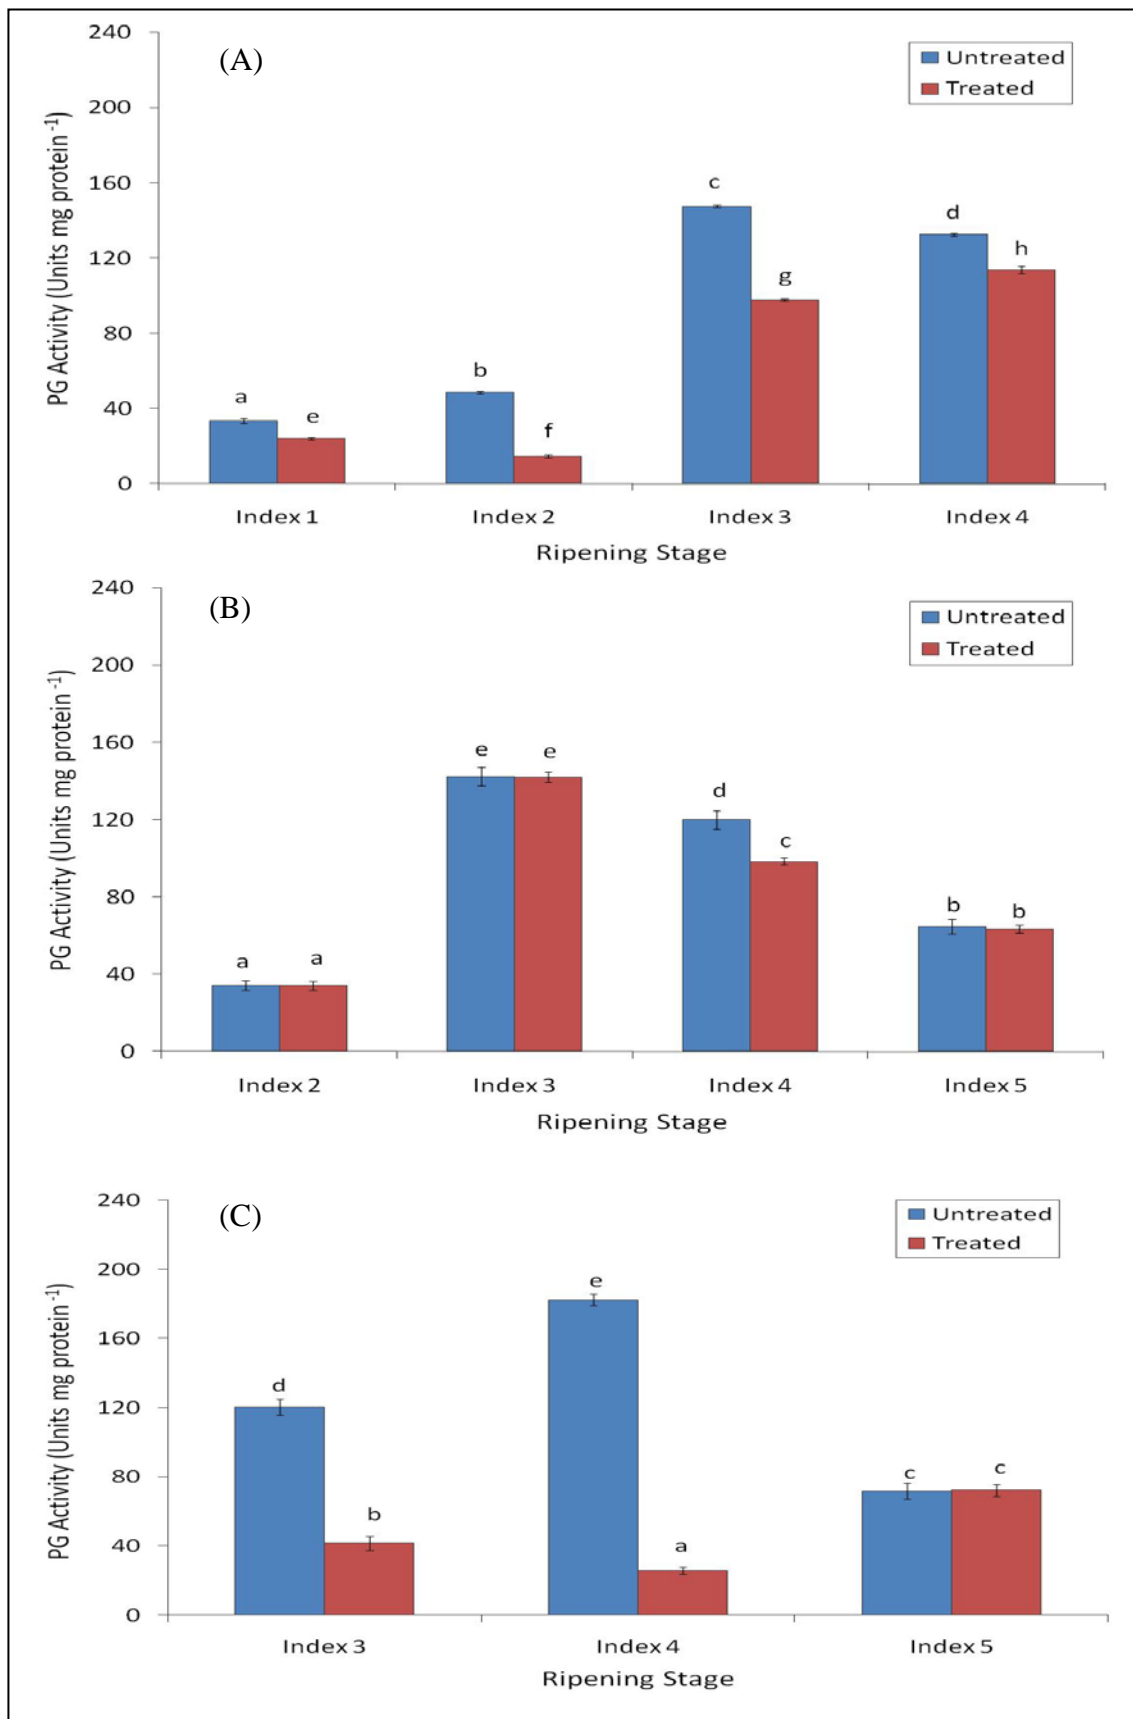 (A)
Untreated
Treated
PG Activity (Units mg protein⁻¹)
240
200
160
120
80
40
0
a
e
b
f
c
g
d
h
Index 1
Index 2
Index 3
Index 4
Ripening Stage
(B)
Untreated
Treated
PG Activity (Units mg protein⁻¹)
240
200
160
120
80
40
0
a
a
e
e
d
c
b
b
Index 2
Index 3
Index 4
Index 5
Ripening Stage
(C)
Untreated
Treated
PG Activity (Units mg protein⁻¹)
240
200
160
120
80
40
0
d
b
e
a
c
c
Index 3
Index 4
Index 5
Ripening Stage